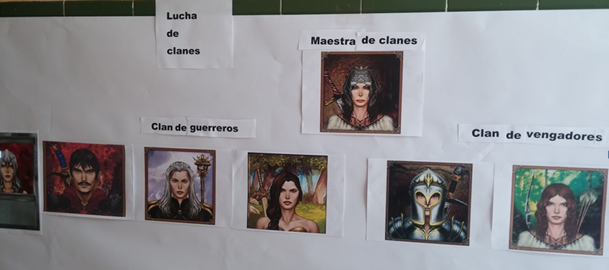 Lucha
de
clanes
Maestra de clanes
Clan de guerreros
Clan de vengadores